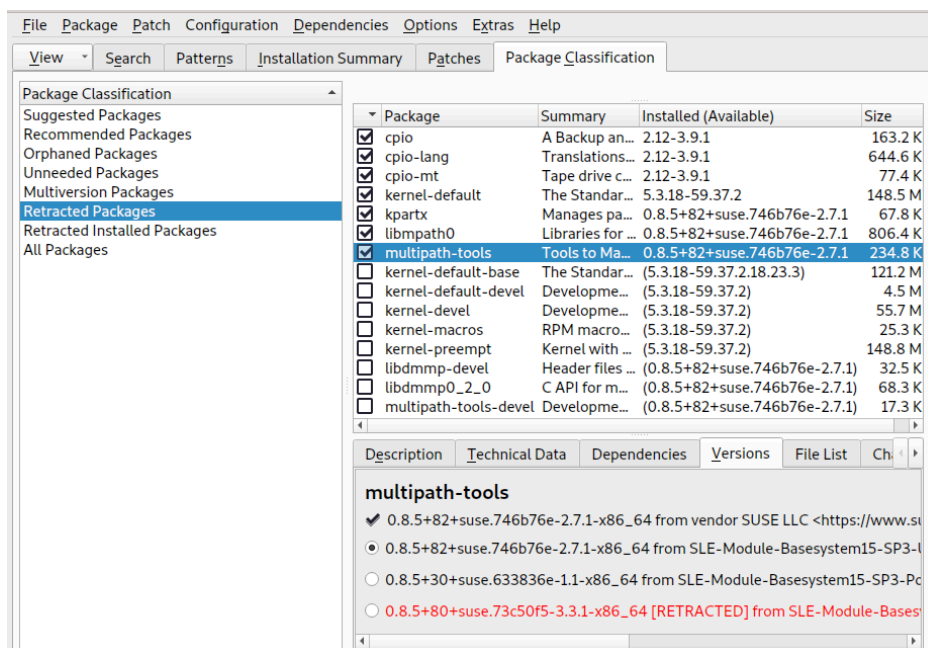 File Package Patch Configuration Dependencies Options Extras Help
View Search Patterns Installation Summary Patches Package Classification
Package Classification
Suggested Packages
Recommended Packages
Orphaned Packages
Unneeded Packages
Multiversion Packages
Retracted Packages
Retracted Installed Packages
All Packages
Package Summary Installed (Available) Size
cpio A Backup an... 2.12-3.9.1 163.2 K
cpio-lang Translations... 2.12-3.9.1 644.6 K
cpio-mt Tape drive c... 2.12-3.9.1 77.4 K
kernel-default The Standar... 5.3.18-59.37.2 148.5 M
kpartx Manages pa... 0.8.5+82+suse.746b76e-2.7.1 67.8 K
libmpath0 Libraries for ... 0.8.5+82+suse.746b76e-2.7.1 806.4 K
multipath-tools Tools to Ma... 0.8.5+82+suse.746b76e-2.7.1 234.8 K
kernel-default-base The Standar... (5.3.18-59.37.2.18.23.3) 121.2 M
kernel-default-devel Developme... (5.3.18-59.37.2) 4.5 M
kernel-devel Developme... (5.3.18-59.37.2) 55.7 M
kernel-macros RPM macro... (5.3.18-59.37.2) 25.3 K
kernel-preempt Kernel with ... (5.3.18-59.37.2) 148.8 M
libdmmp-devel Header files ... (0.8.5+82+suse.746b76e-2.7.1) 32.5 K
libdmmp0_2_0 C API for m... (0.8.5+82+suse.746b76e-2.7.1) 68.3 K
multipath-tools-devel Developme... (0.8.5+82+suse.746b76e-2.7.1) 17.3 K
Description Technical Data Dependencies Versions File List Ch
multipath-tools
0.8.5+82+suse.746b76e-2.7.1-x86_64 from vendor SUSE LLC <https://www.su
0.8.5+82+suse.746b76e-2.7.1-x86_64 from SLE-Module-Basesystem15-SP3-U
0.8.5+30+suse.633836e-1.1-x86_64 from SLE-Module-Basesystem15-SP3-Po
0.8.5+80+suse.73c50f5-3.3.1-x86_64 [RETRACTED] from SLE-Module-Basesy